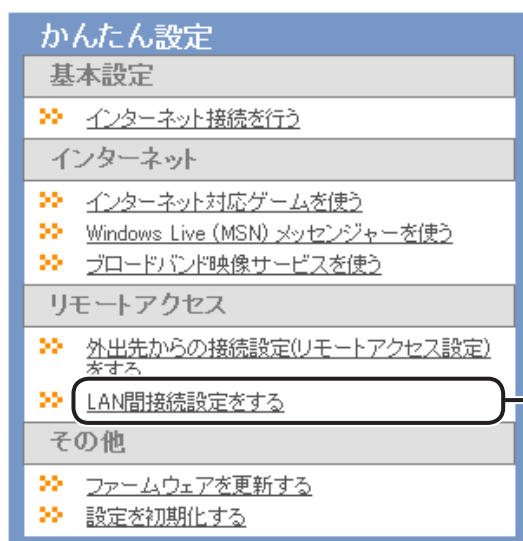 かんたん設定
基本設定
インターネット接続を行う
インターネット
インターネット対応ゲームを使う
Windows Live (MSN) メッセンジャーを使う
ブロードバンド映像サービスを使う
リモートアクセス
外出先からの接続設定(リモートアクセス設定)
をする
LAN間接続設定をする
その他
ファームウェアを更新する
設定を初期化する